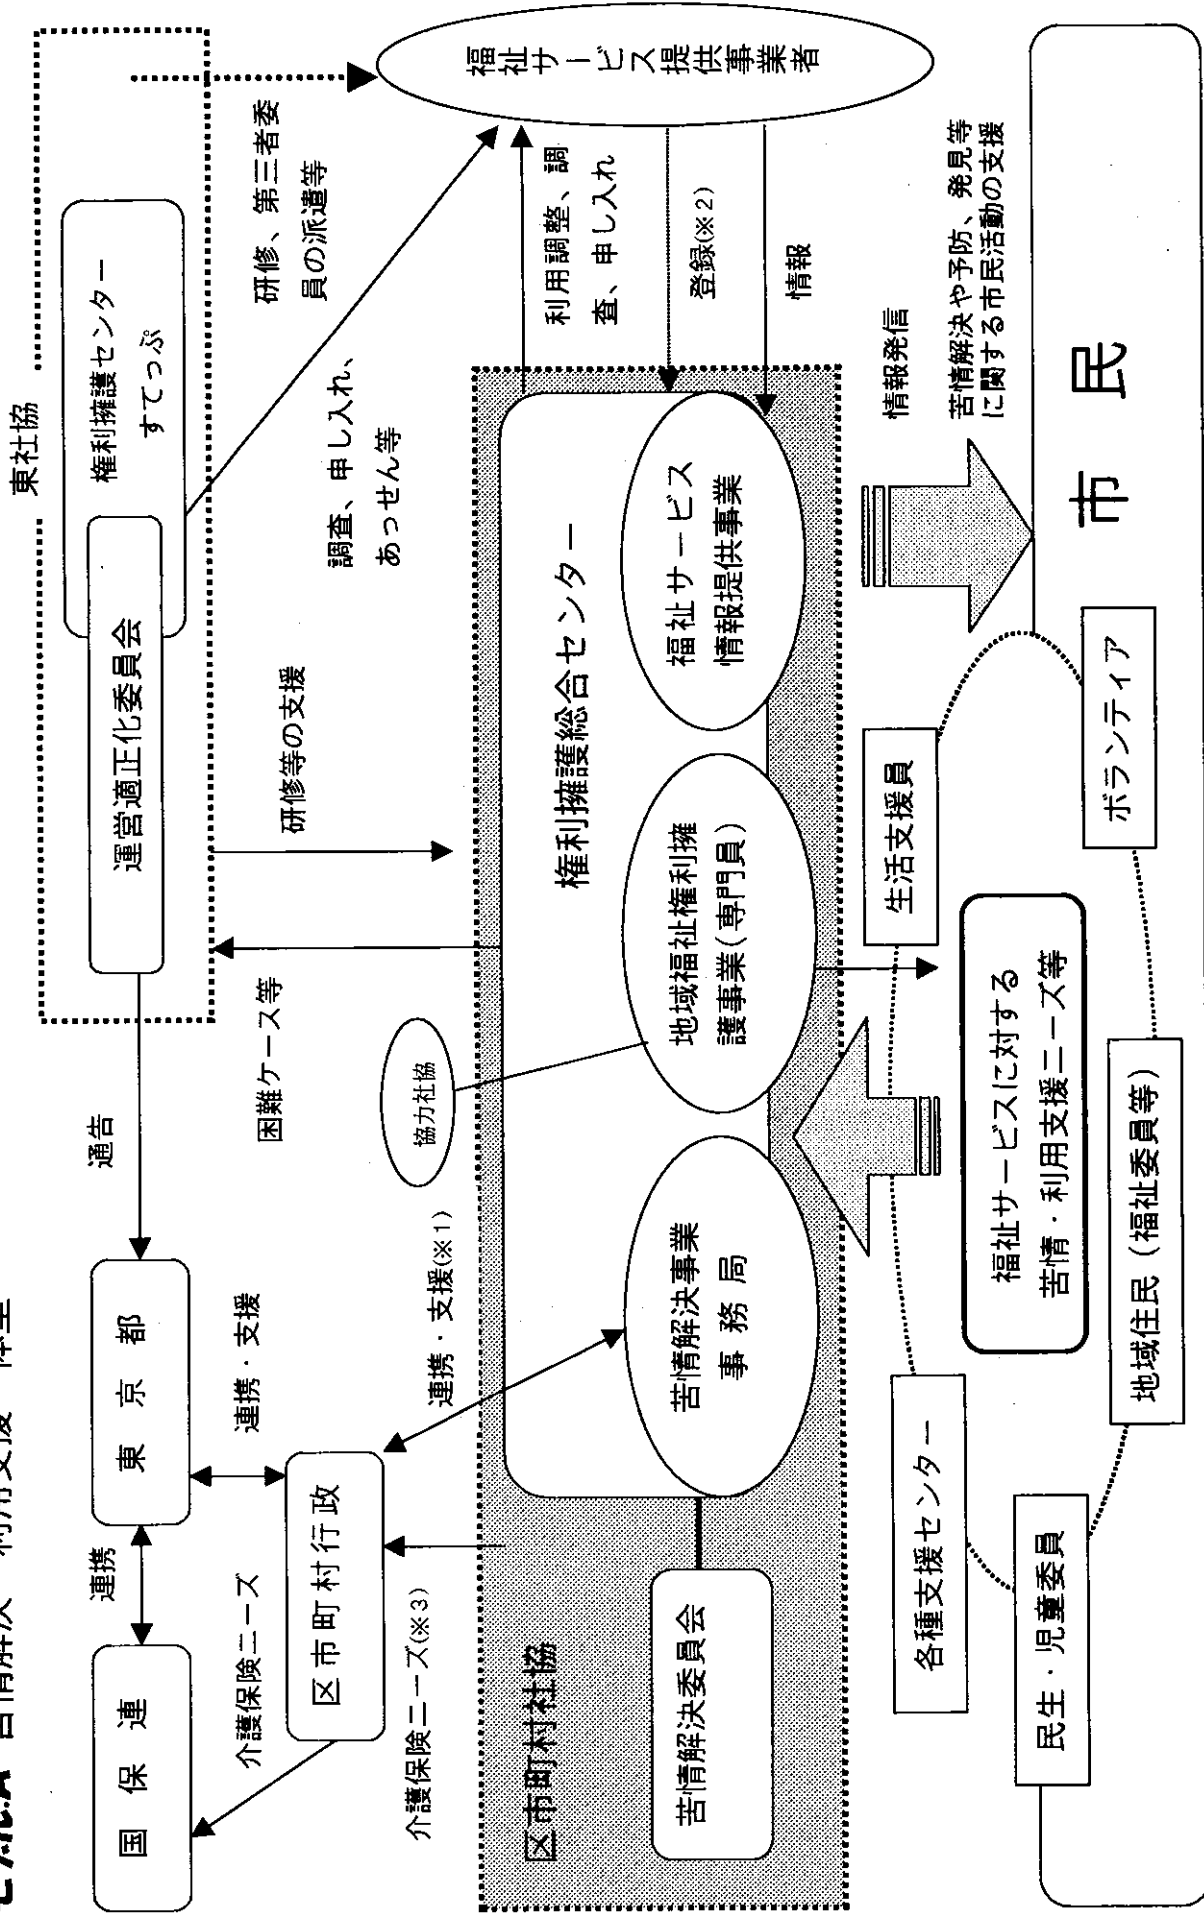 東社協
権利擁護センター
すてっぷ
運営適正化委員会
通告
東京都
連携
国保連
連携・支援
介護保険ニーズ
区市町村行政
介護保険ニーズ(※3)
連携・支援(※1)
困難ケース等
協力社協
研修等の支援
調査、申し入れ、
あっせん等
研修、第三者委
員の派遣等
福祉サービス提供事業者
利用調整、調
査、申し入れ
登録(※2)
情報
区市町村社協
権利擁護総合センター
苦情解決委員会
苦情解決事業
事務局
地域福祉権利擁
護事業(専門員)
福祉サービス
情報提供事業
情報発信
苦情解決や予防、発見等
に関する市民活動の支援
市民
生活支援員
各種支援センター
福祉サービスに対する
苦情・利用支援ニーズ等
ボランティア
地域住民(福祉委員等)
民生・児童委員